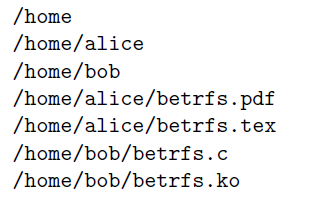 /home
/home/alice
/home/bob
/home/alice/betrfs.pdf
/home/alice/betrfs.tex
/home/bob/betrfs.c
/home/bob/betrfs.ko